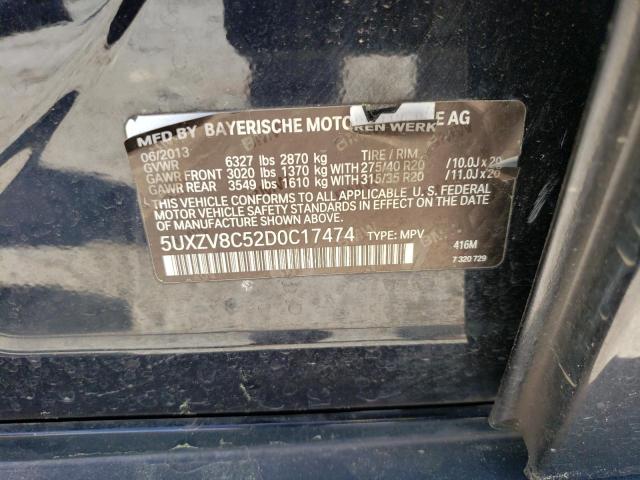 MFD BY BAYERISCHE MOTOREN WERKE AG
06/2013
GVWR 6327 lbs 2870 kg TIRE / RIM
GAWR FRONT 3020 lbs 1370 kg WITH 275/40 R20 /10.0J x 20
GAWR REAR 3549 lbs 1610 kg WITH 315/35 R20 /11.0J x 20
THIS VEHICLE CONFORMS TO ALL APPLICABLE U. S. FEDERAL
MOTOR VEHICLE SAFETY STANDARDS IN EFFECT ON THE DATE OF
MANUFACTURE SHOWN ABOVE.
5UXZV8C52D0C17474 TYPE: MPV 416M
7 320 729